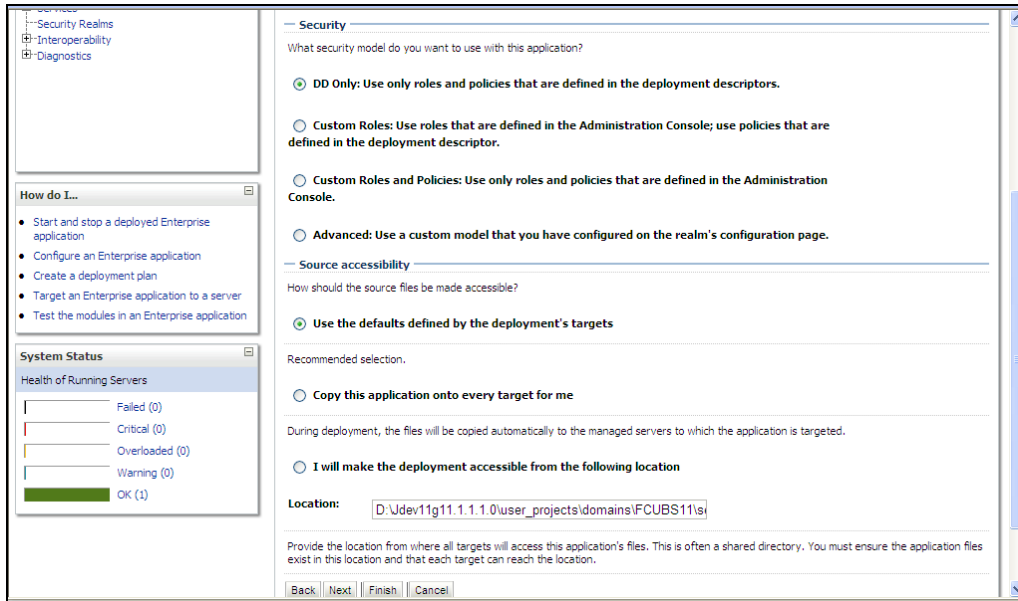 Services
Security Realms
Interoperability
Diagnostics
How do I...
Start and stop a deployed Enterprise
application
Configure an Enterprise application
Create a deployment plan
Target an Enterprise application to a server
Test the modules in an Enterprise application
System Status
Health of Running Servers
Failed (0)
Critical (0)
Overloaded (0)
Warning (0)
OK (1)
Security
What security model do you want to use with this application?
DD Only: Use only roles and policies that are defined in the deployment descriptors.
Custom Roles: Use roles that are defined in the Administration Console; use policies that are
defined in the deployment descriptor.
Custom Roles and Policies: Use only roles and policies that are defined in the Administration
Console.
Advanced: Use a custom model that you have configured on the realm's configuration page.
Source accessibility
How should the source files be made accessible?
Use the defaults defined by the deployment's targets
Recommended selection.
Copy this application onto every target for me
During deployment, the files will be copied automatically to the managed servers to which the application is targeted.
I will make the deployment accessible from the following location
Location: D:\Jdev11g11.1.1.1.0\user_projects\domains\FCUBS11\se
Provide the location from where all targets will access this application's files. This is often a shared directory. You must ensure the application files
exist in this location and that each target can reach the location.
Back Next Finish Cancel